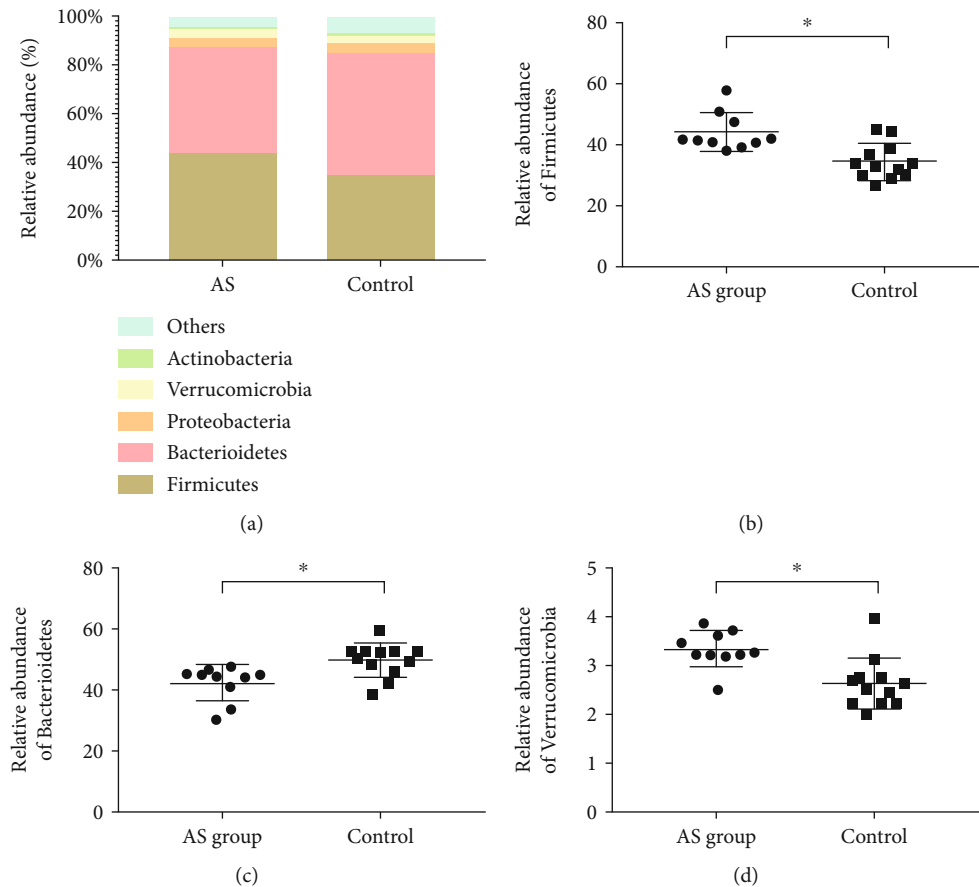 100%
80%
60%
40%
20%
0%
Relative abundance (%)
AS
Control
Others
Actinobacteria
Verrucomicrobia
Proteobacteria
Bacterioidetes
Firmicutes
(a)
80
60
40
20
0
Relative abundance
of Firmicutes
*
AS group
Control
(b)
80
60
40
20
0
Relative abundance
of Bacterioidetes
*
AS group
Control
(c)
5
4
3
2
1
0
Relative abundance
of Verrucomicrobia
*
AS group
Control
(d)